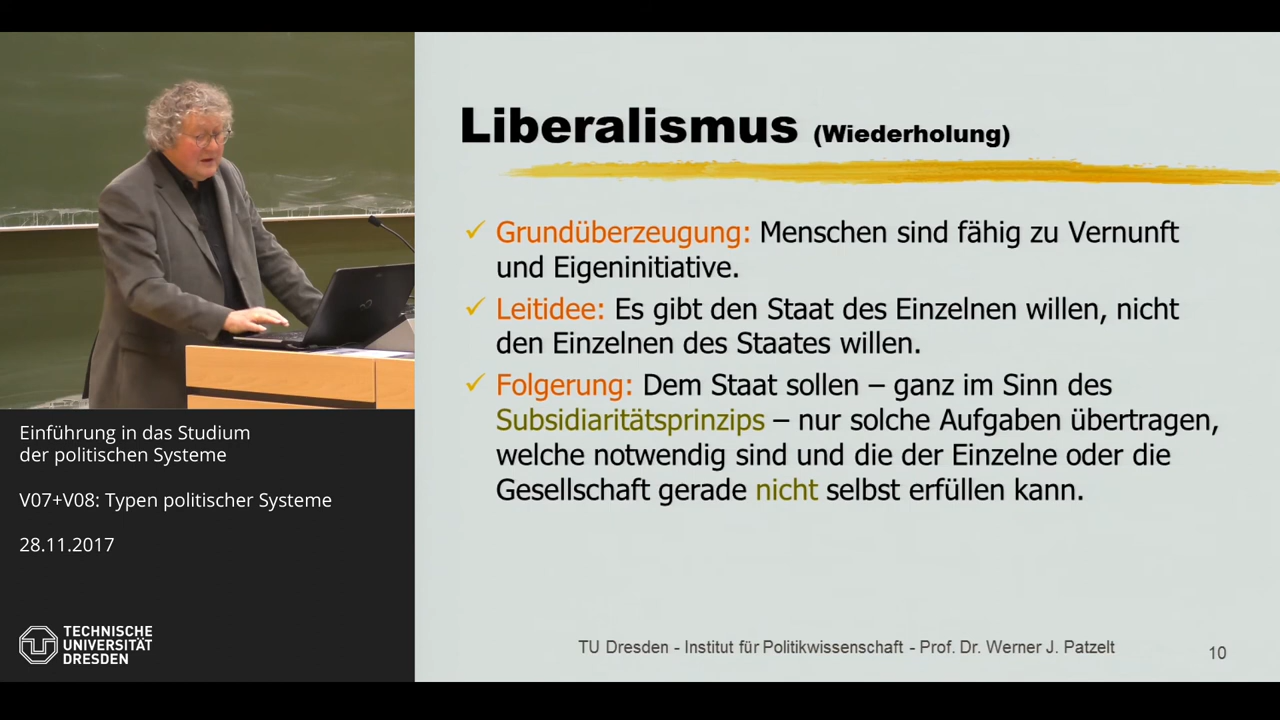 Liberalismus (Wiederholung)
✓ Grundüberzeugung: Menschen sind fähig zu Vernunft
und Eigeninitiative.
✓ Leitidee: Es gibt den Staat des Einzelnen willen, nicht
den Einzelnen des Staates willen.
✓ Folgerung: Dem Staat sollen – ganz im Sinn des
Subsidiaritätsprinzips – nur solche Aufgaben übertragen,
welche notwendig sind und die der Einzelne oder die
Gesellschaft gerade nicht selbst erfüllen kann.
TU Dresden - Institut für Politikwissenschaft - Prof. Dr. Werner J. Patzelt
10
Einführung in das Studium
der politischen Systeme
V07+V08: Typen politischer Systeme
28.11.2017
TECHNISCHE
UNIVERSITÄT
DRESDEN